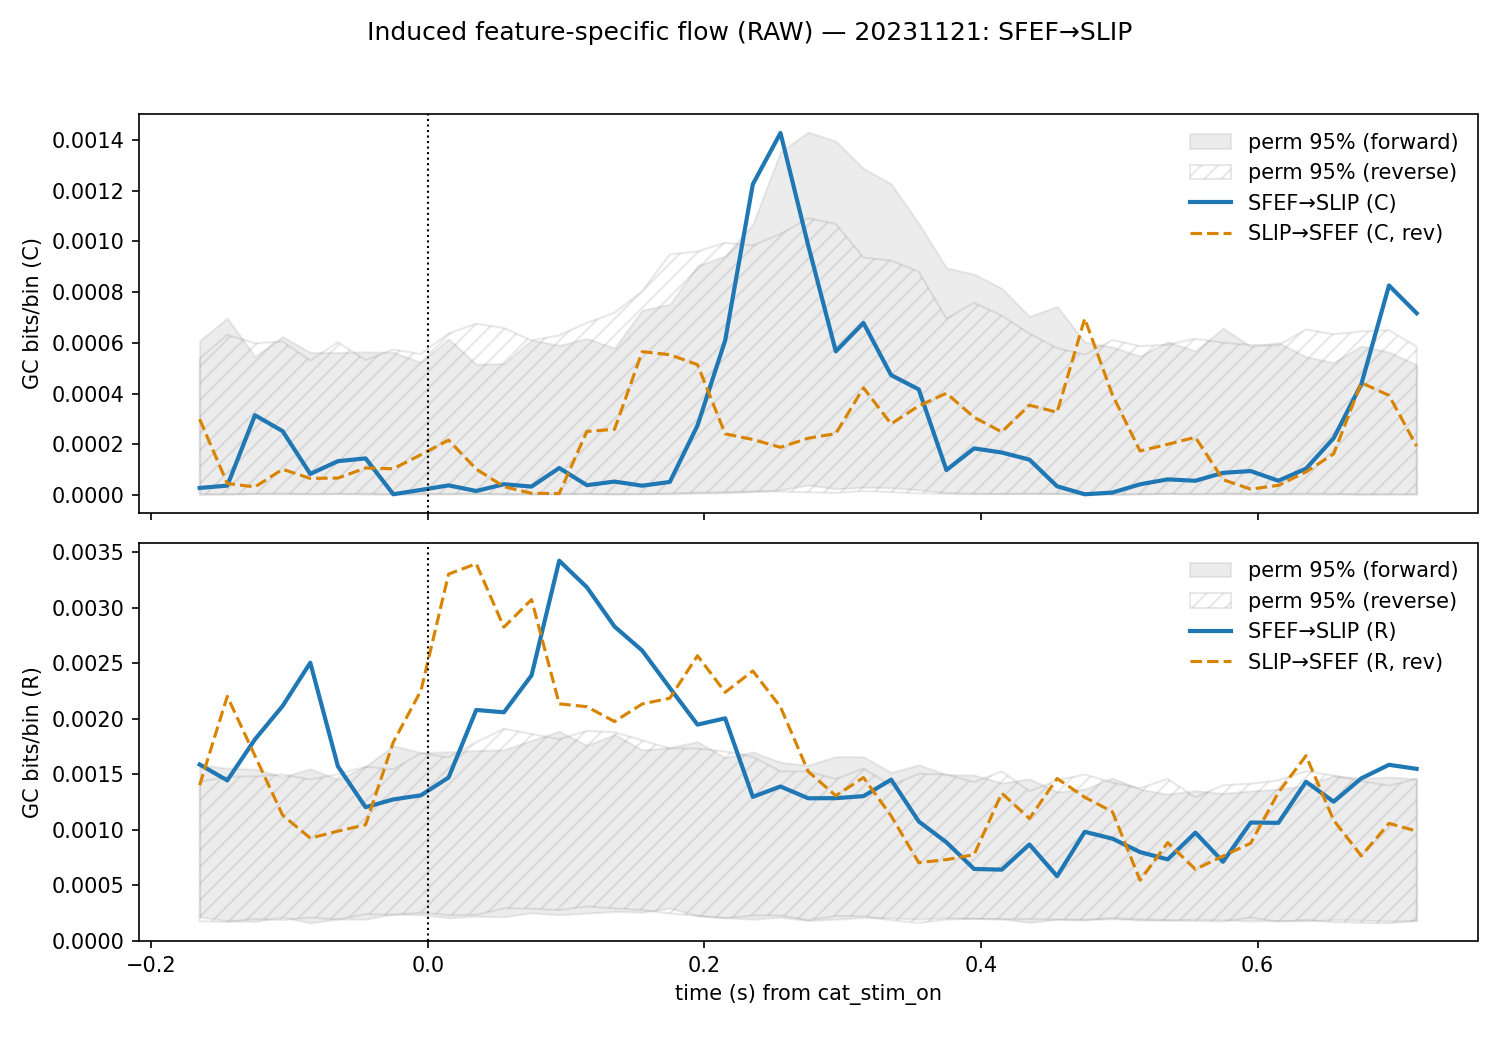 Induced feature-specific flow (RAW) — 20231121: SFEF→SLIP
0.0014
0.0012
0.0010
0.0008
0.0006
0.0004
0.0002
0.0000
GC bits/bin (C)
perm 95% (forward)
perm 95% (reverse)
SFEF→SLIP (C)
SLIP→SFEF (C, rev)
0.0035
0.0030
0.0025
0.0020
0.0015
0.0010
0.0005
0.0000
GC bits/bin (R)
perm 95% (forward)
perm 95% (reverse)
SFEF→SLIP (R)
SLIP→SFEF (R, rev)
−0.2 0.0 0.2 0.4 0.6
time (s) from cat_stim_on